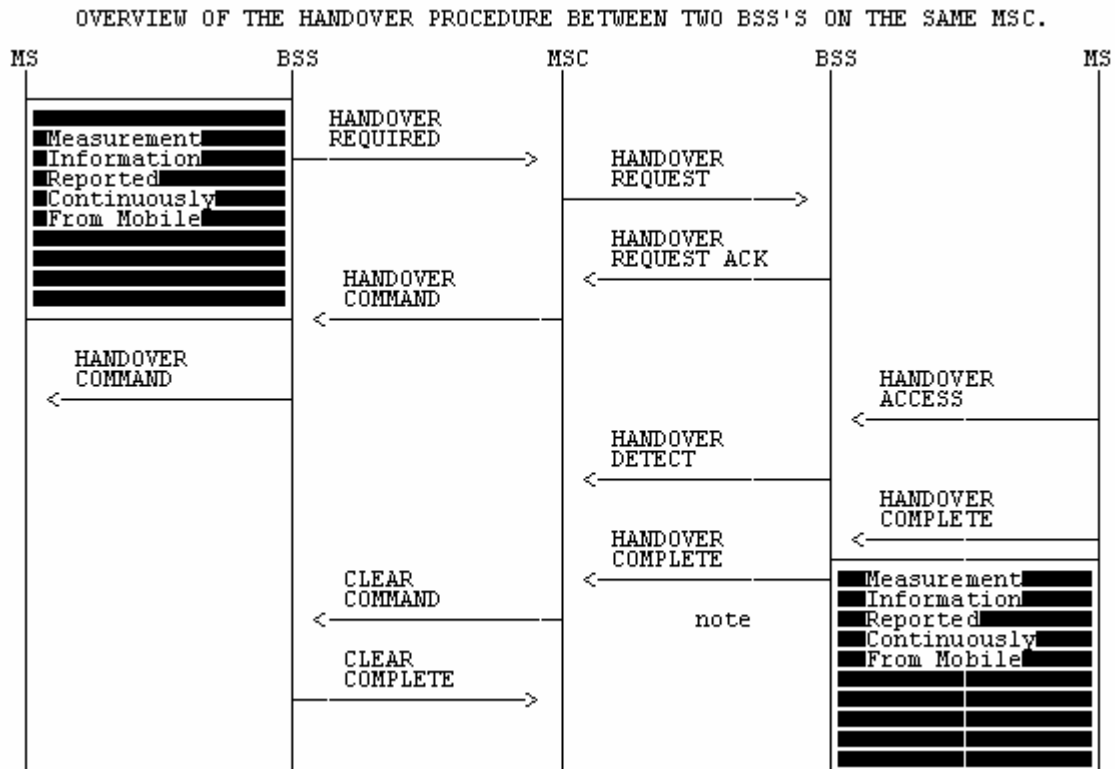 OVERVIEW OF THE HANDOVER PROCEDURE BETWEEN TWO BSS'S ON THE SAME MSC.
MS BSS MSC BSS MS
Measurement
Information
Reported
Continuously
From Mobile
HANDOVER
REQUIRED
HANDOVER
REQUEST
HANDOVER
REQUEST ACK
HANDOVER
COMMAND
HANDOVER
COMMAND
HANDOVER
ACCESS
HANDOVER
DETECT
HANDOVER
COMPLETE
HANDOVER
COMPLETE
Measurement
Information
Reported
Continuously
From Mobile
CLEAR
COMMAND
note
CLEAR
COMPLETE